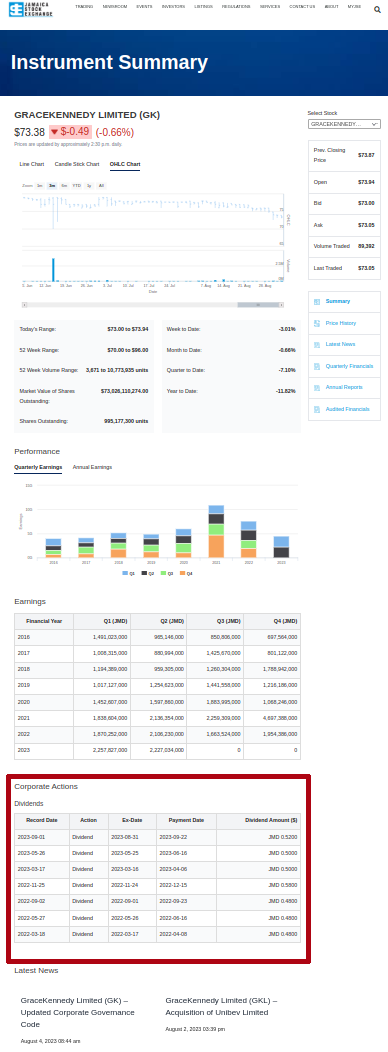 JAMAICA
STOCK
EXCHANGE
TRADING NEWSROOM EVENTS INVESTORS LISTINGS REGULATIONS SERVICES CONTACT US ABOUT MYJSE
Instrument Summary
GRACEKENNEDY LIMITED (GK)
$73.38 $-0.49 (-0.66%)
Prices are updated by approximately 2:30 p.m. daily.
Select Stock
GRACEKENNEDY...
Line Chart Candle Stick Chart OHLC Chart
Zoom 1m 3m 6m YTD 1y All
OHLC
Volume
Date
Prev. Closing Price $73.87
Open $73.94
Bid $73.00
Ask $73.05
Volume Traded 89,392
Last Traded $73.05
Summary
Price History
Latest News
Quarterly Financials
Annual Reports
Audited Financials
Today's Range: $73.00 to $73.94
52 Week Range: $70.00 to $96.00
52 Week Volume Range: 3,671 to 10,773,935 units
Market Value of Shares Outstanding: $73,026,110,274.00
Shares Outstanding: 995,177,300 units
Week to Date: -3.01%
Month to Date: -0.66%
Quarter to Date: -7.10%
Year to Date: -11.82%
Performance
Quarterly Earnings Annual Earnings
Earnings
2016 2017 2018 2019 2020 2021 2022 2023
Q1 Q2 Q3 Q4
Earnings
Financial Year Q1 (JMD) Q2 (JMD) Q3 (JMD) Q4 (JMD)
2016 1,491,023,000 965,146,000 850,806,000 697,564,000
2017 1,008,315,000 880,994,000 1,425,670,000 801,122,000
2018 1,194,389,000 959,305,000 1,260,304,000 1,788,942,000
2019 1,017,127,000 1,254,623,000 1,441,558,000 1,216,186,000
2020 1,452,607,000 1,597,860,000 1,883,995,000 1,068,246,000
2021 1,838,604,000 2,136,354,000 2,259,309,000 4,697,388,000
2022 1,870,252,000 2,106,230,000 1,663,524,000 1,954,386,000
2023 2,257,827,000 2,227,034,000 0 0
Corporate Actions
Dividends
Record Date Action Ex-Date Payment Date Dividend Amount ($)
2023-09-01 Dividend 2023-08-31 2023-09-22 JMD 0.5200
2023-05-26 Dividend 2023-05-25 2023-06-16 JMD 0.5000
2023-03-17 Dividend 2023-03-16 2023-04-06 JMD 0.5000
2022-11-25 Dividend 2022-11-24 2022-12-15 JMD 0.5800
2022-09-02 Dividend 2022-09-01 2022-09-23 JMD 0.4800
2022-05-27 Dividend 2022-05-26 2022-06-16 JMD 0.4800
2022-03-18 Dividend 2022-03-17 2022-04-08 JMD 0.4800
Latest News
GraceKennedy Limited (GK) –
Updated Corporate Governance
Code
August 4, 2023 08:44 am
GraceKennedy Limited (GKL) –
Acquisition of Unibev Limited
August 2, 2023 03:39 pm